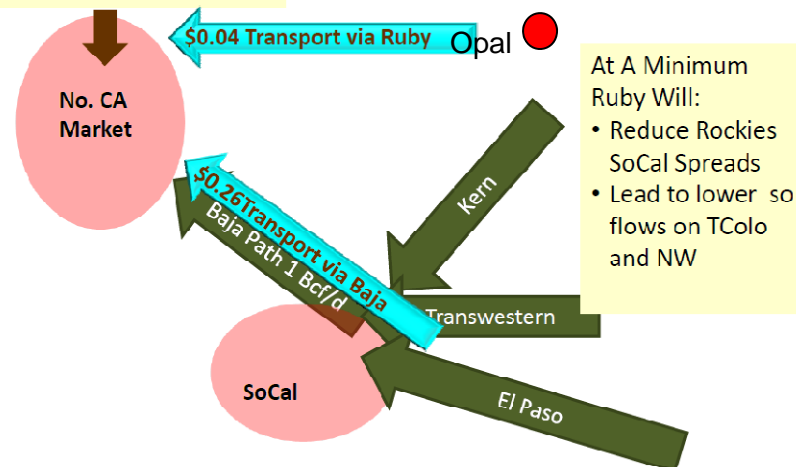 $0.04 Transport via Ruby
Opal
No. CA
Market
At A Minimum
Ruby Will:
• Reduce Rockies
SoCal Spreads
• Lead to lower so
flows on TColo
and NW
Kern
$0.26Transport via Baja
Baja Path 1 Bcf/d
Transwestern
SoCal
El Paso